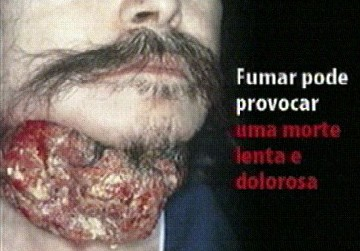 Fumar pode
provocar
uma morte
lenta e
dolorosa